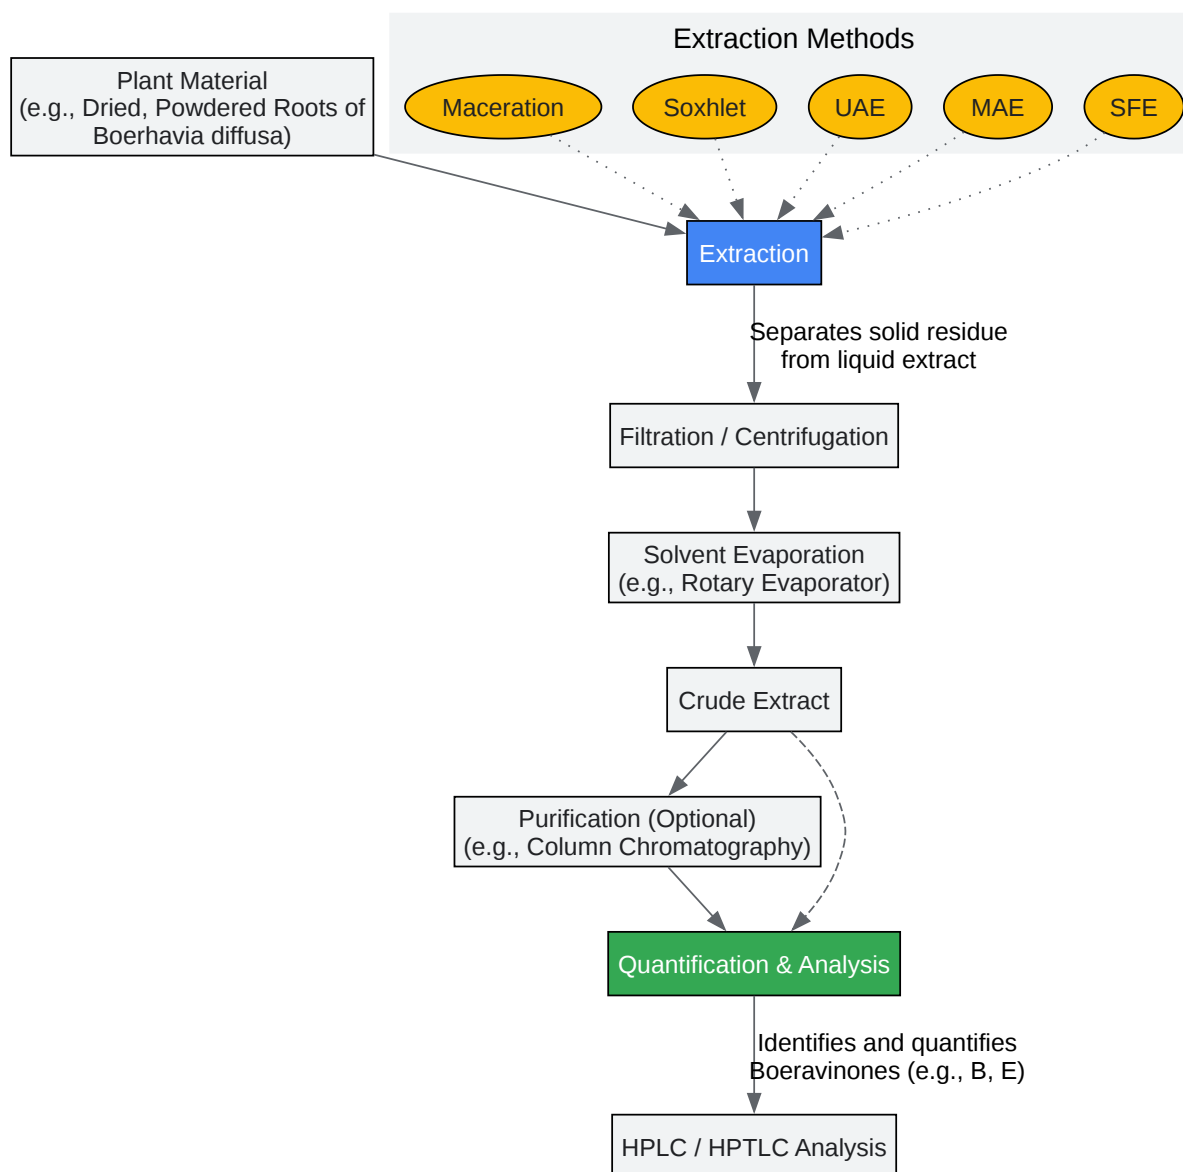 Extraction Methods
Plant Material
(e.g., Dried, Powdered Roots of
Boerhavia diffusa)
Maceration
Soxhlet
UAE
MAE
SFE
Extraction
Separates solid residue
from liquid extract
Filtration / Centrifugation
Solvent Evaporation
(e.g., Rotary Evaporator)
Crude Extract
Purification (Optional)
(e.g., Column Chromatography)
Quantification & Analysis
Identifies and quantifies
Boeravinones (e.g., B, E)
HPLC / HPTLC Analysis